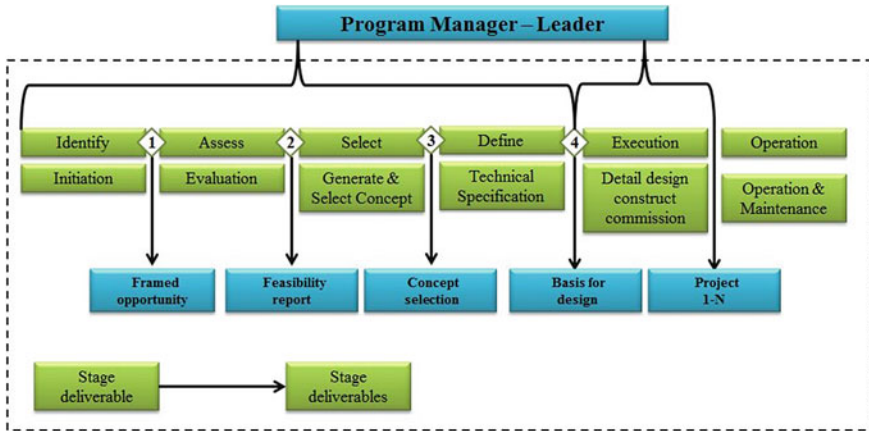 Program Manager – Leader
Identify
1
Assess
2
Select
3
Define
4
Execution
Operation
Initiation
Evaluation
Generate &
Select Concept
Technical
Specification
Detail design
construct
commission
Operation &
Maintenance
Framed
opportunity
Feasibility
report
Concept
selection
Basis for
design
Project
1-N
Stage
deliverable
Stage
deliverables